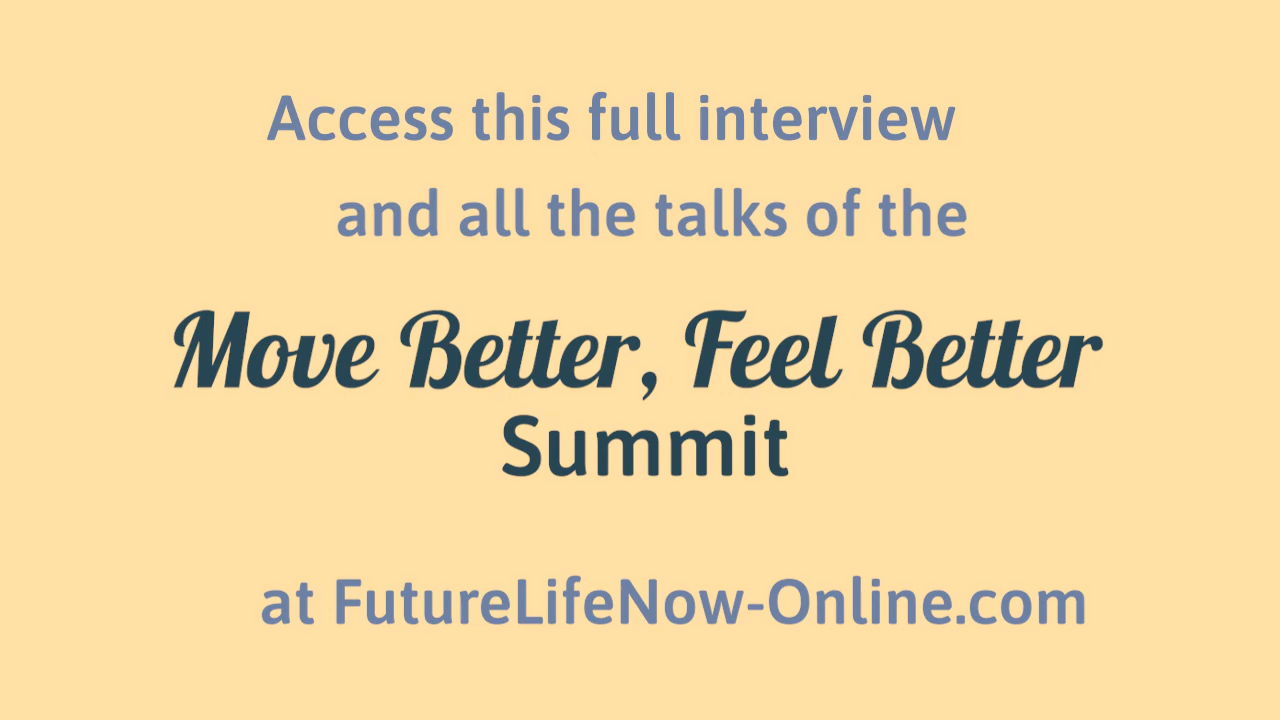 Access this full interview
and all the talks of the
Move Better, Feel Better
Summit
at FutureLifeNow-Online.com